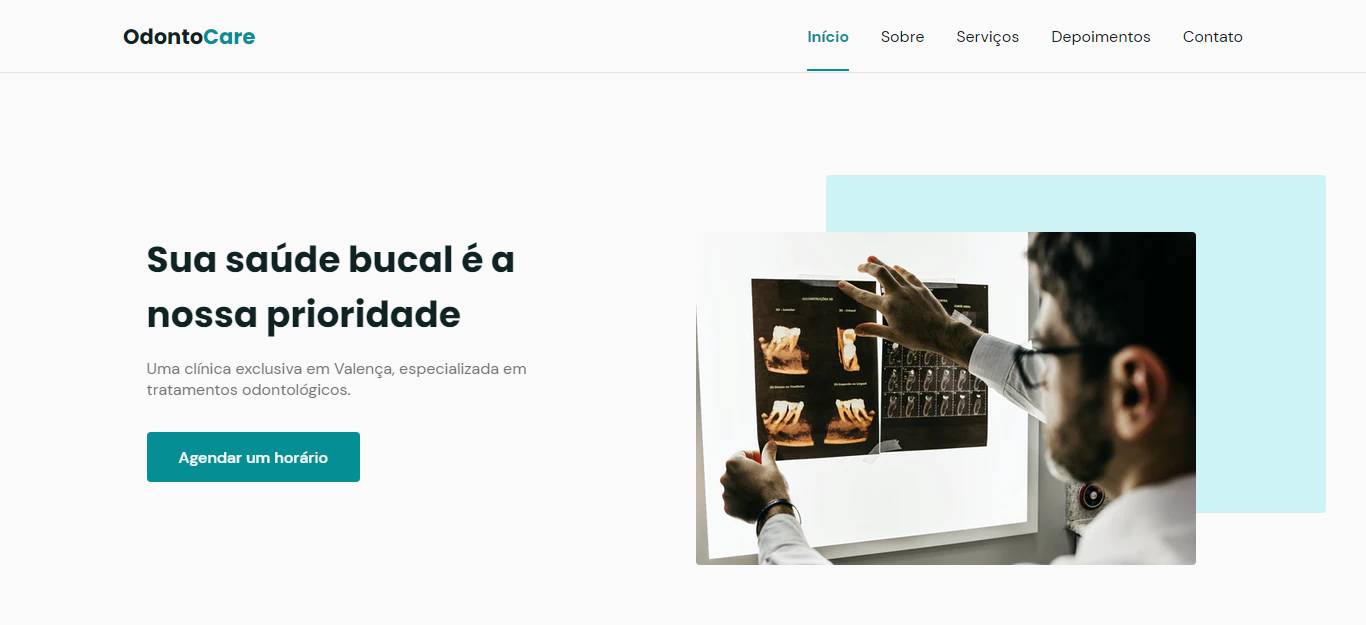 OdontoCare
Início Sobre Serviços Depoimentos Contato
Sua saúde bucal é a
nossa prioridade
Uma clínica exclusiva em Valença, especializada em
tratamentos odontológicos.
Agendar um horário